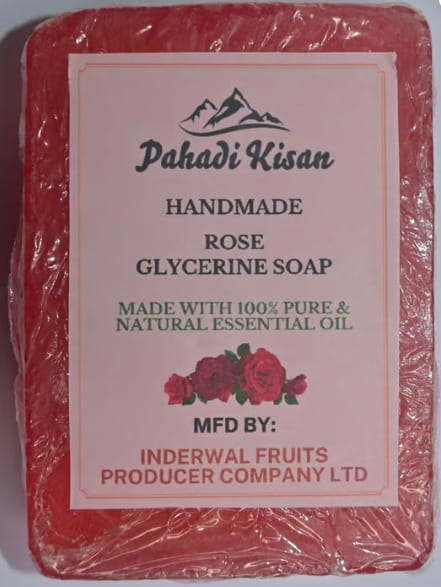 Pahadi Kisan
HANDMADE
ROSE
GLYCERINE SOAP
MADE WITH 100% PURE &
NATURAL ESSENTIAL OIL
MFD BY:
INDERWAL FRUITS
PRODUCER COMPANY LTD